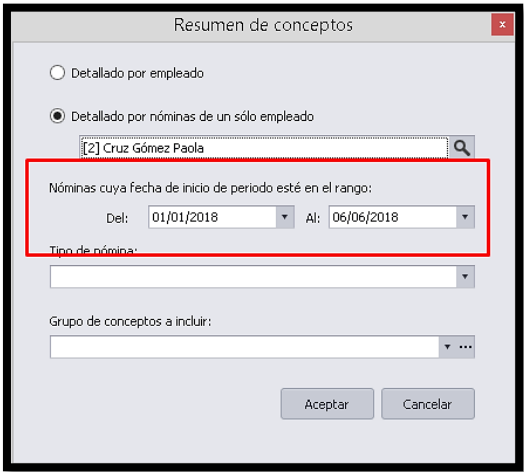 Resumen de conceptos
x
Detallado por empleado
Detallado por nóminas de un sólo empleado
[2] Cruz Gómez Paola
Nóminas cuya fecha de inicio de periodo esté en el rango:
Del: 01/01/2018 Al: 06/06/2018
Tipo de nómina:
Grupo de conceptos a incluir:
...
Aceptar Cancelar